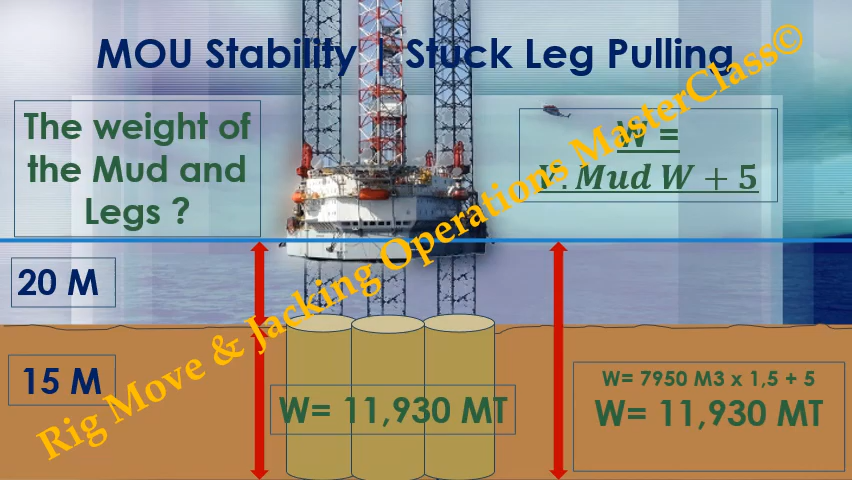 MOU Stability | Stuck Leg Pulling
The weight of
the Mud and
Legs ?
W =
V. Mud W + 5
20 M
15 M
W= 11,930 MT
W= 7950 M3 x 1,5 + 5
W= 11,930 MT
Rig Move & Jacking Operations MasterClass©